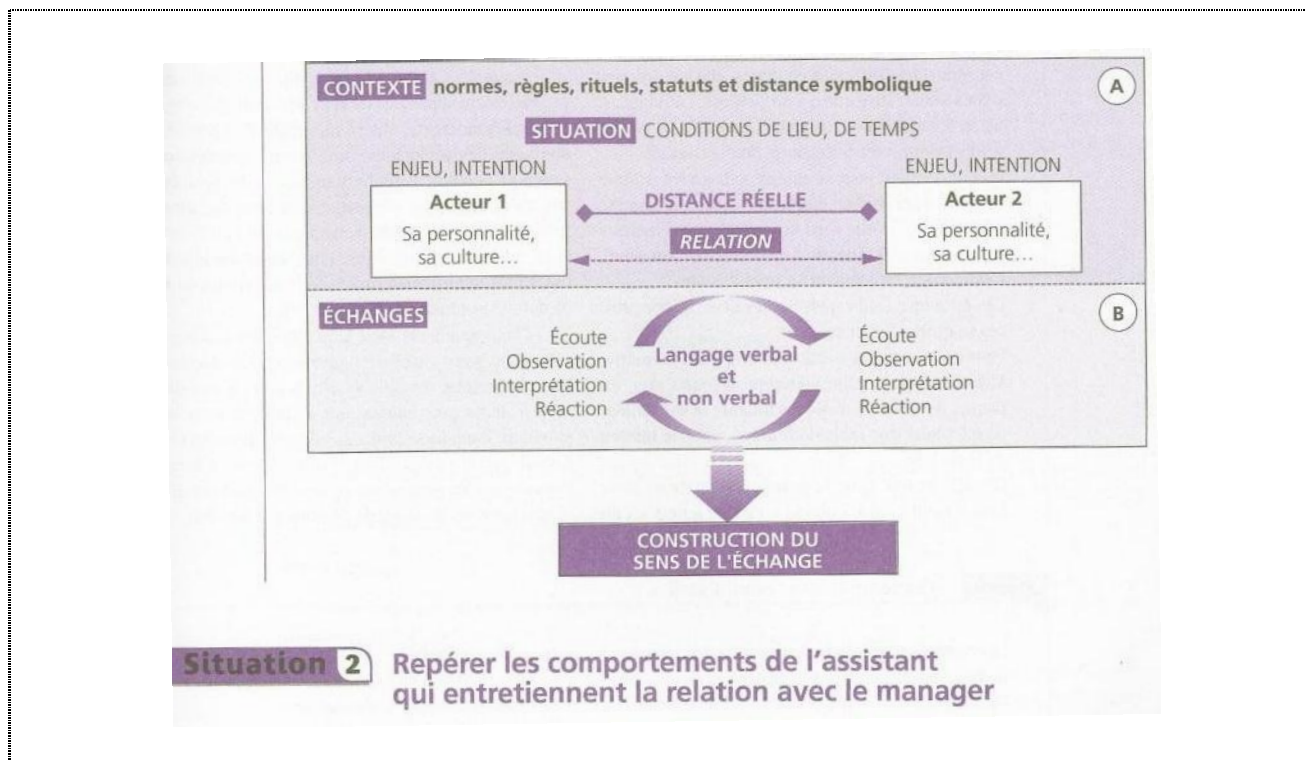 CONTEXTE normes, règles, rituels, statuts et distance symbolique
A
SITUATION CONDITIONS DE LIEU, DE TEMPS
ENJEU, INTENTION
ENJEU, INTENTION
Acteur 1
Sa personnalité,
sa culture…
DISTANCE RÉELLE
RELATION
Acteur 2
Sa personnalité,
sa culture…
ÉCHANGES
B
Écoute
Observation
Interprétation
Réaction
Langage verbal
et
non verbal
Écoute
Observation
Interprétation
Réaction
CONSTRUCTION DU
SENS DE L'ÉCHANGE
Situation 2
Repérer les comportements de l'assistant
qui entretiennent la relation avec le manager